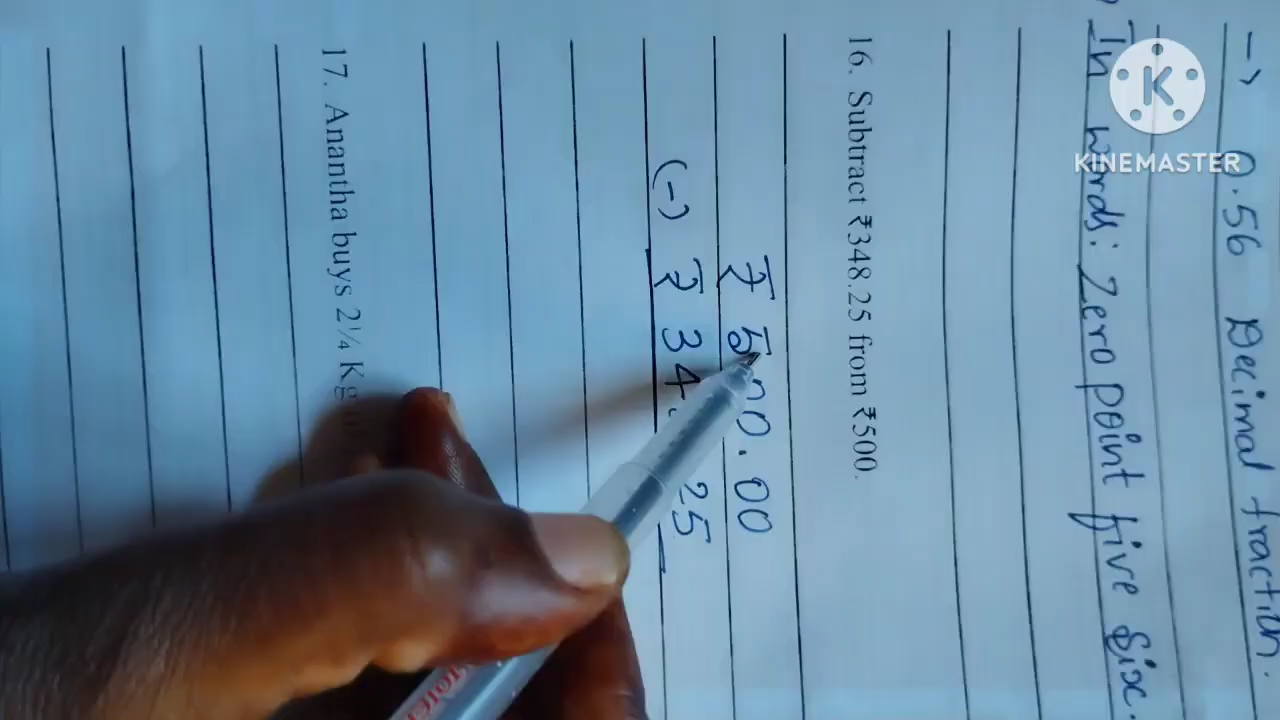 -> 0.56 Decimal fraction.
In words: Zero point five six.
16. Subtract ₹348.25 from ₹500.
₹ 500.00
(-) ₹ 34 25
17. Anantha buys 2¼ Kg
KINEMASTER